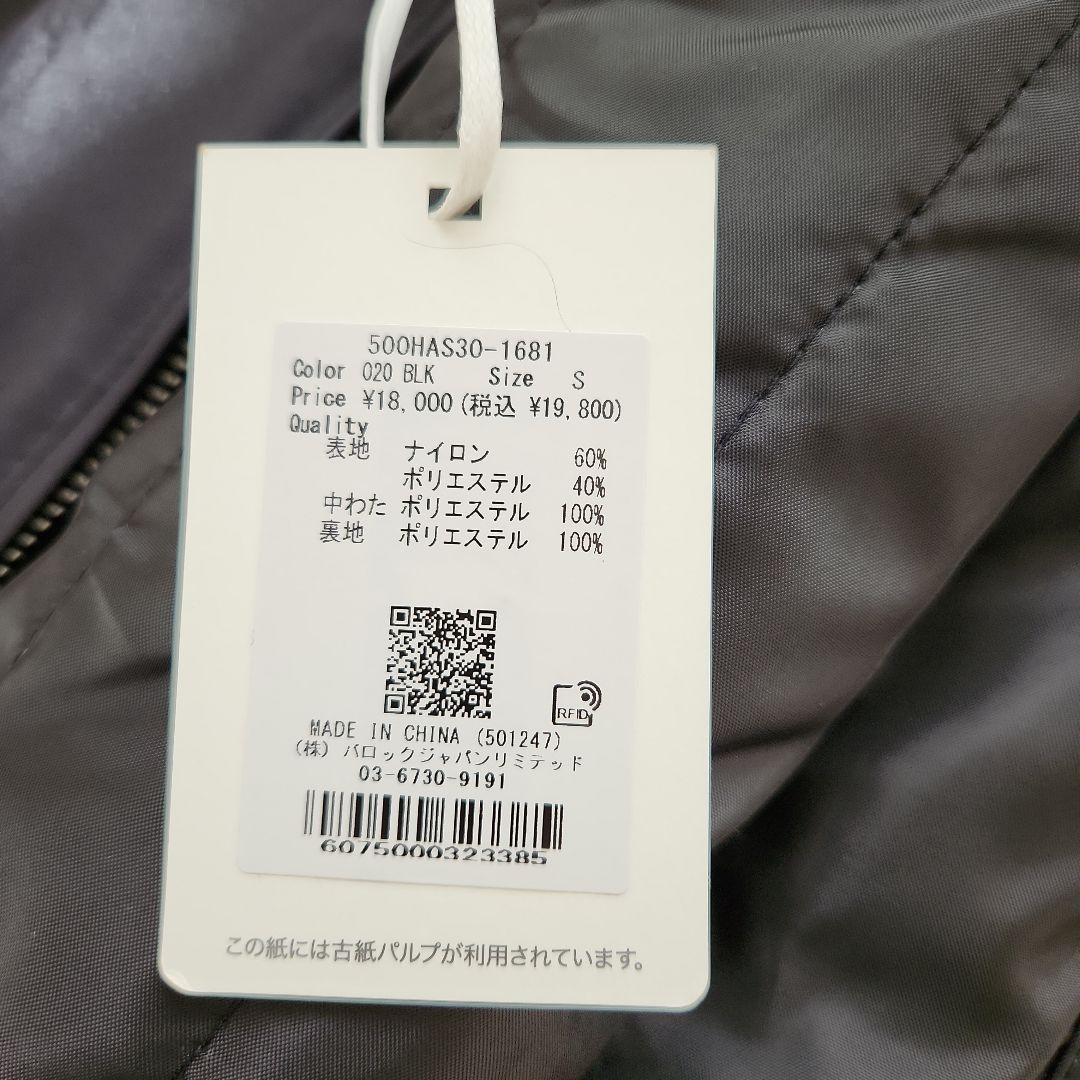 500HAS30-1681
Color 020 BLK Size S
Price ¥18,000(税込 ¥19,800)
Quality
表地 ナイロン 60%
ポリエステル 40%
中わた ポリエステル 100%
裏地 ポリエステル 100%
RFID
MADE IN CHINA (501247)
(株) バロックジャパンリミテッド
03-6730-9191
6075000323385
この紙には古紙パルプが利用されています。